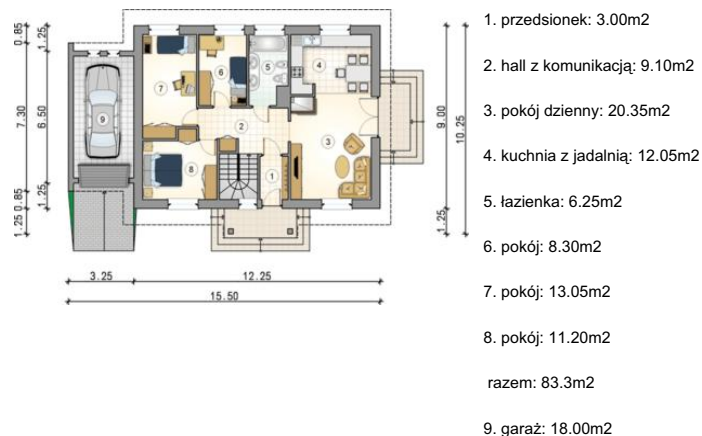 1. przedsionek: 3.00m2
2. hall z komunikacją: 9.10m2
3. pokój dzienny: 20.35m2
4. kuchnia z jadalnią: 12.05m2
5. łazienka: 6.25m2
6. pokój: 8.30m2
7. pokój: 13.05m2
8. pokój: 11.20m2
razem: 83.3m2
9. garaż: 18.00m2
0.85
1.25
7.30
6.50
0.85
1.25
1.25
9.00
10.25
1.25
3.25
12.25
15.50
1
2
3
4
5
6
7
8
9